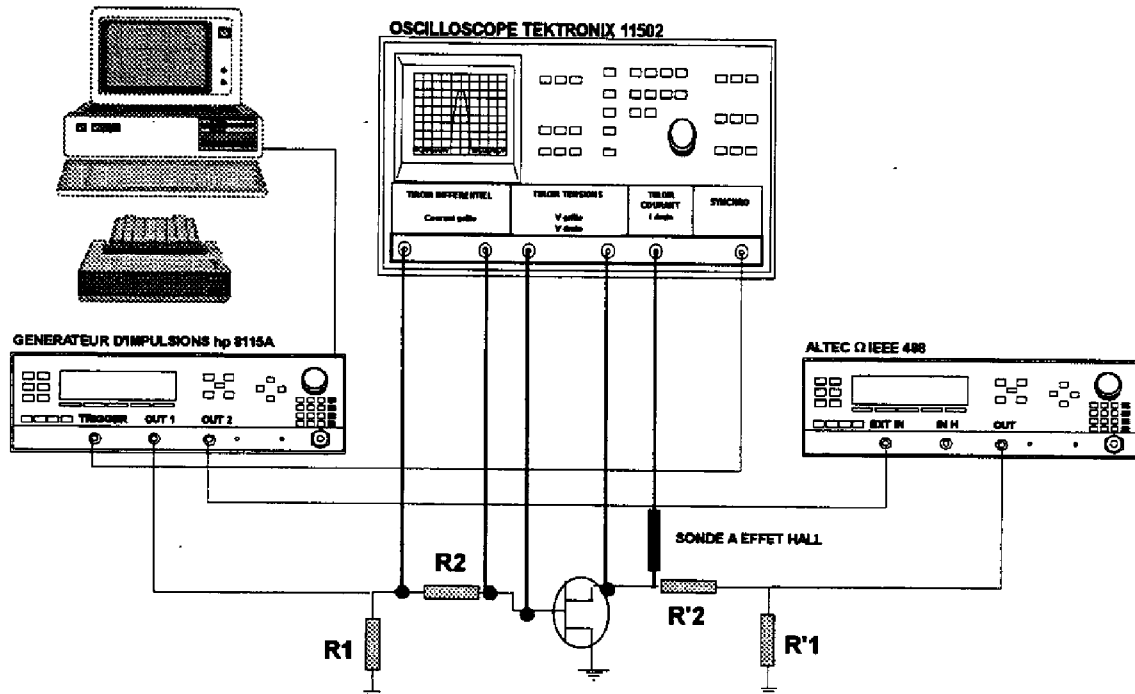 OSCILLOSCOPE TEKTRONIX 11502
TIROIR DIFFERENTIEL
Courant grille
TIROIR TENSIONS
V grille
V drain
TIROIR
COURANT
I drain
SYNCHRO
GENERATEUR D'IMPULSIONS hp 8115A
TRIGGER OUT 1 OUT 2
ALTEC Ω IEEE 488
EXT IN IN H OUT
SONDE A EFFET HALL
R2
R'2
R1
R'1